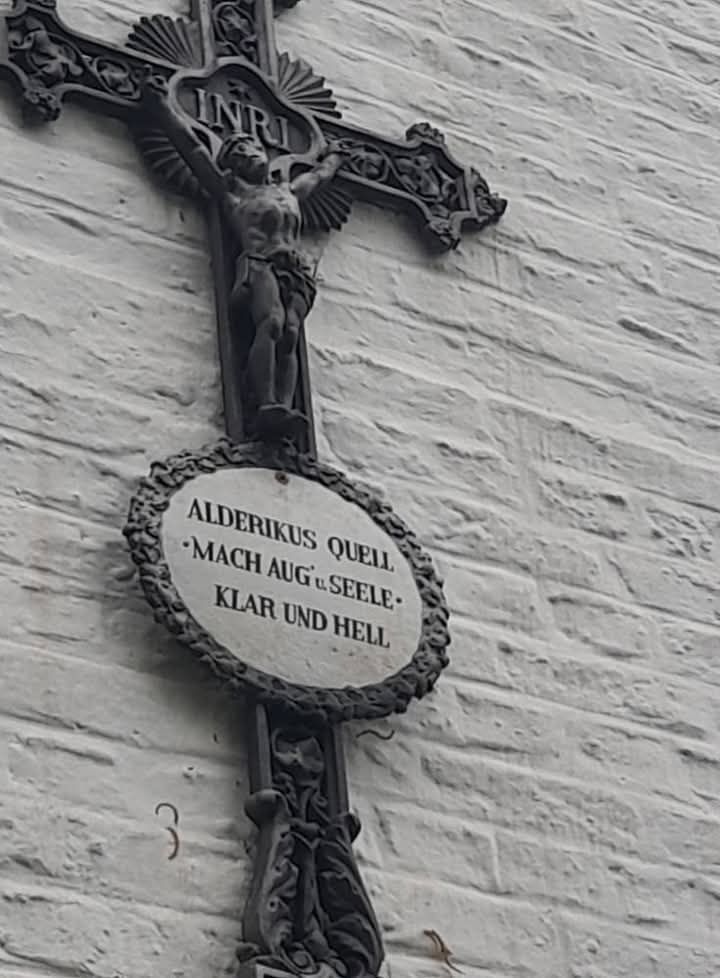 INRI
ALDERIKUS QUELL
·MACH AUG' u. SEELE·
KLAR UND HELL